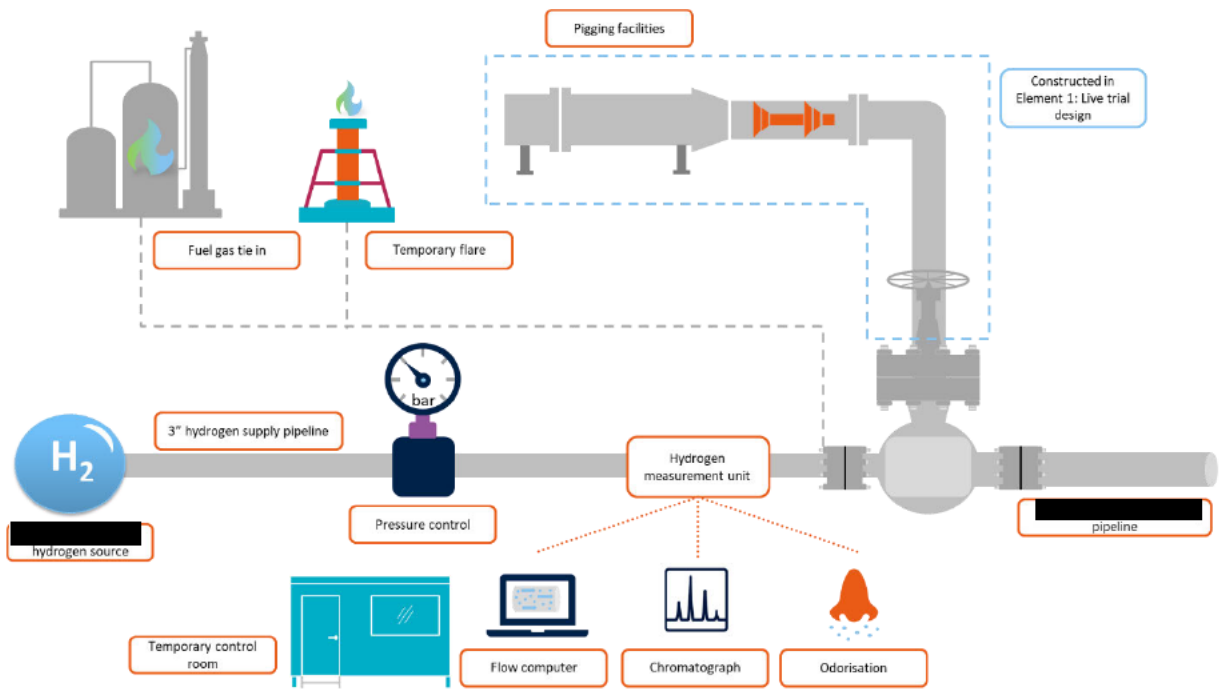 Pigging facilities
Constructed in
Element 1: Live trial
design
Fuel gas tie in
Temporary flare
bar
3" hydrogen supply pipeline
H2
Hydrogen
measurement unit
Pressure control
hydrogen source
pipeline
Temporary control
room
Flow computer
Chromatograph
Odorisation